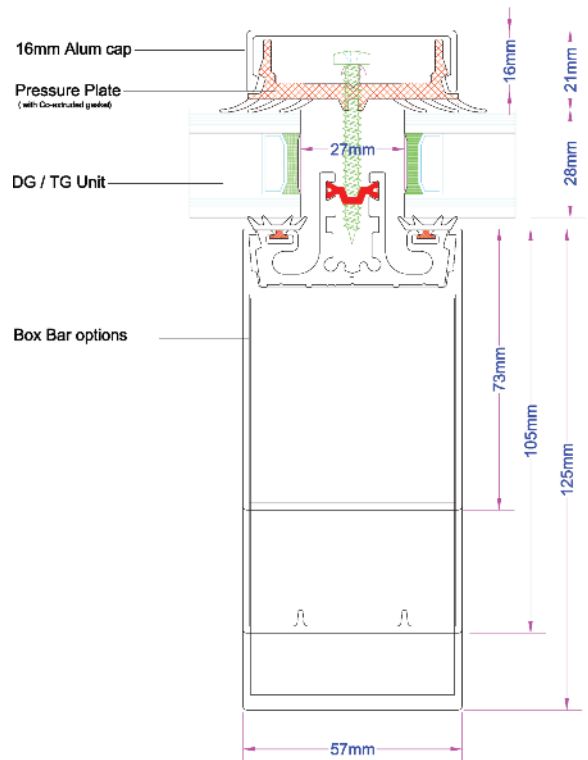 16mm Alum cap
Pressure Plate
( with Co-extruded gasket)
DG / TG Unit
Box Bar options
16mm
21mm
27mm
28mm
73mm
105mm
125mm
57mm